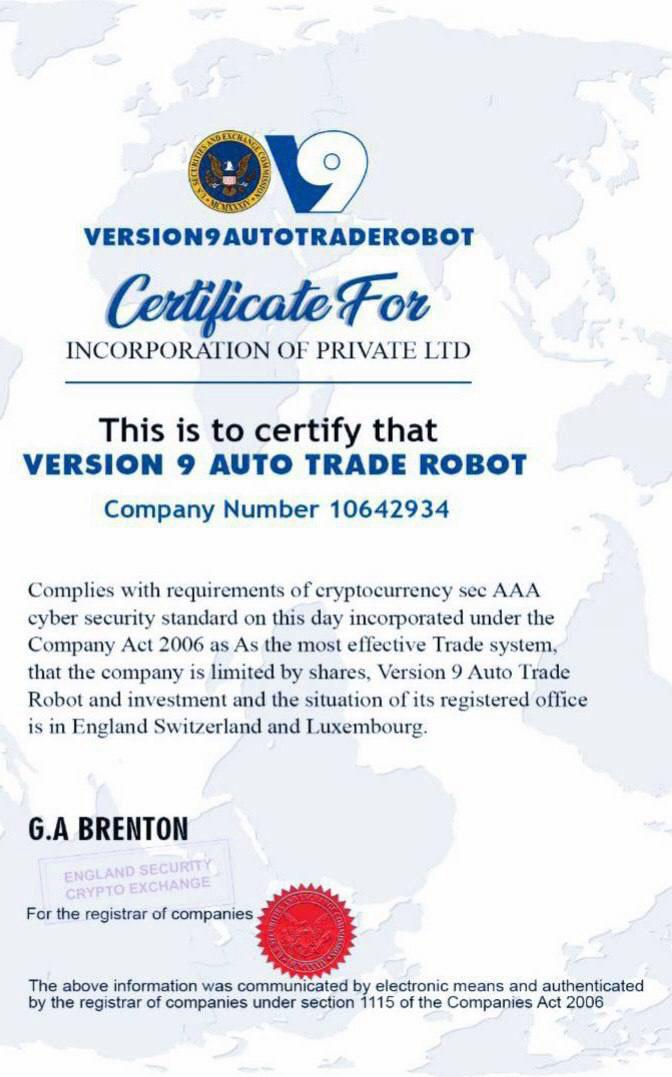 U.S. SECURITIES AND EXCHANGE COMMISSION
MCMXXXIV
V9
VERSION9AUTOTRADEROBOT
Certificate For
INCORPORATION OF PRIVATE LTD
This is to certify that
VERSION 9 AUTO TRADE ROBOT
Company Number 10642934
Complies with requirements of cryptocurrency sec AAA
cyber security standard on this day incorporated under the
Company Act 2006 as As the most effective Trade system,
that the company is limited by shares, Version 9 Auto Trade
Robot and investment and the situation of its registered office
is in England Switzerland and Luxembourg.
G.A BRENTON
ENGLAND SECURITY
CRYPTO EXCHANGE
For the registrar of companies
The above information was communicated by electronic means and authenticated
by the registrar of companies under section 1115 of the Companies Act 2006